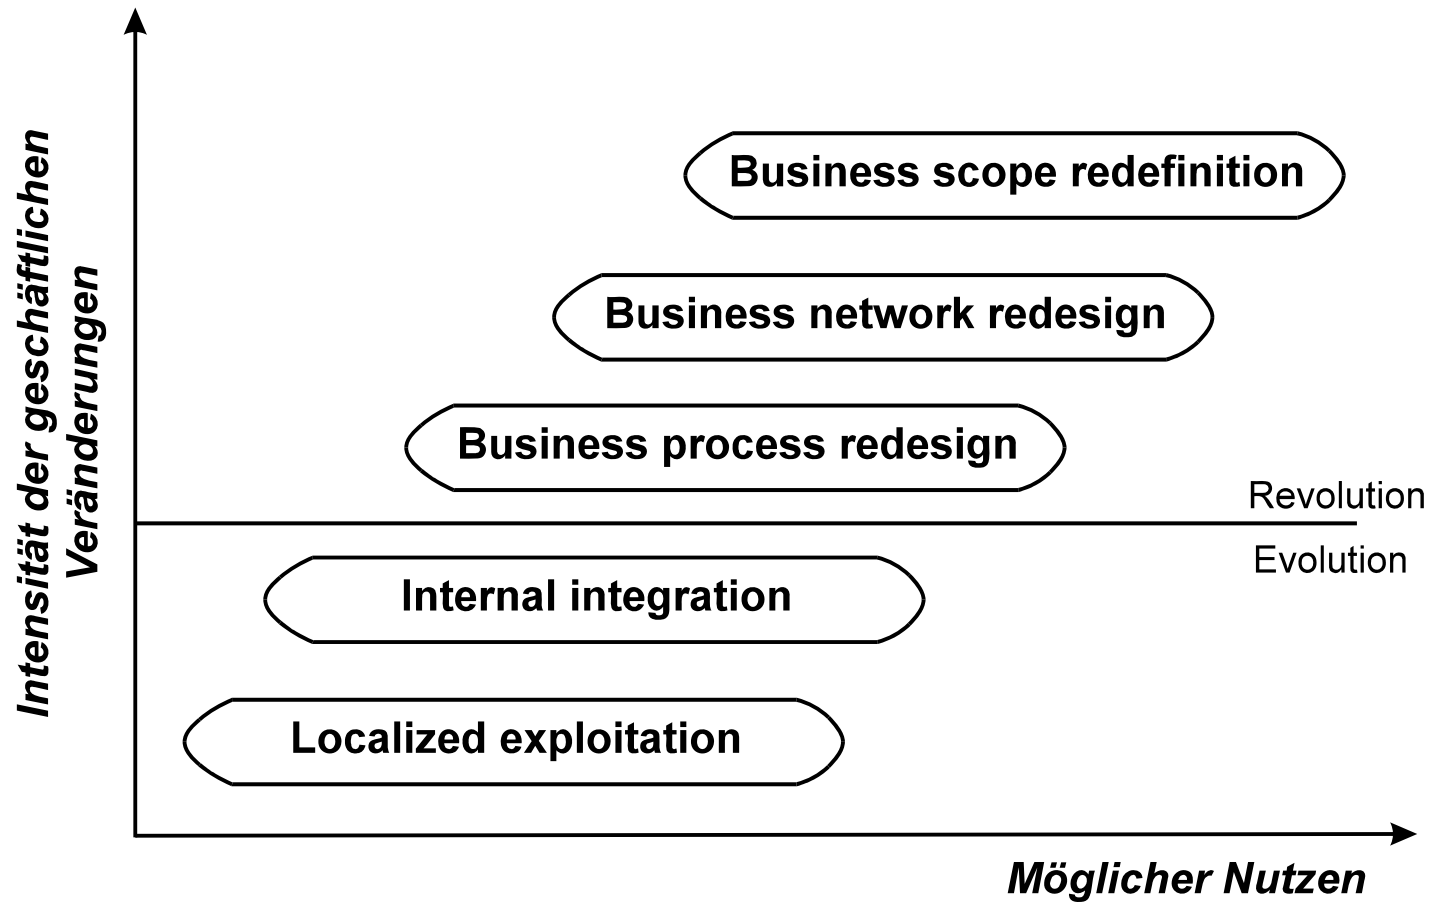 Intensität der geschäftlichen
Veränderungen
Business scope redefinition
Business network redesign
Business process redesign
Revolution
Evolution
Internal integration
Localized exploitation
Möglicher Nutzen